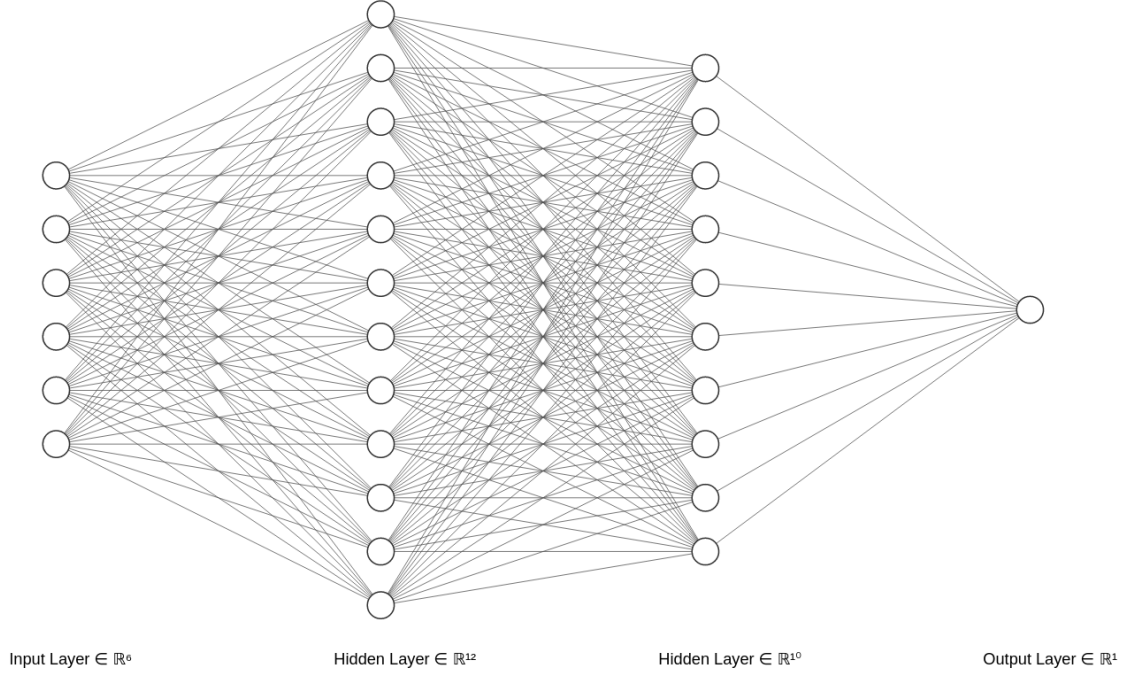 Input Layer ∈ ℝ⁶
Hidden Layer ∈ ℝ¹²
Hidden Layer ∈ ℝ¹⁰
Output Layer ∈ ℝ¹